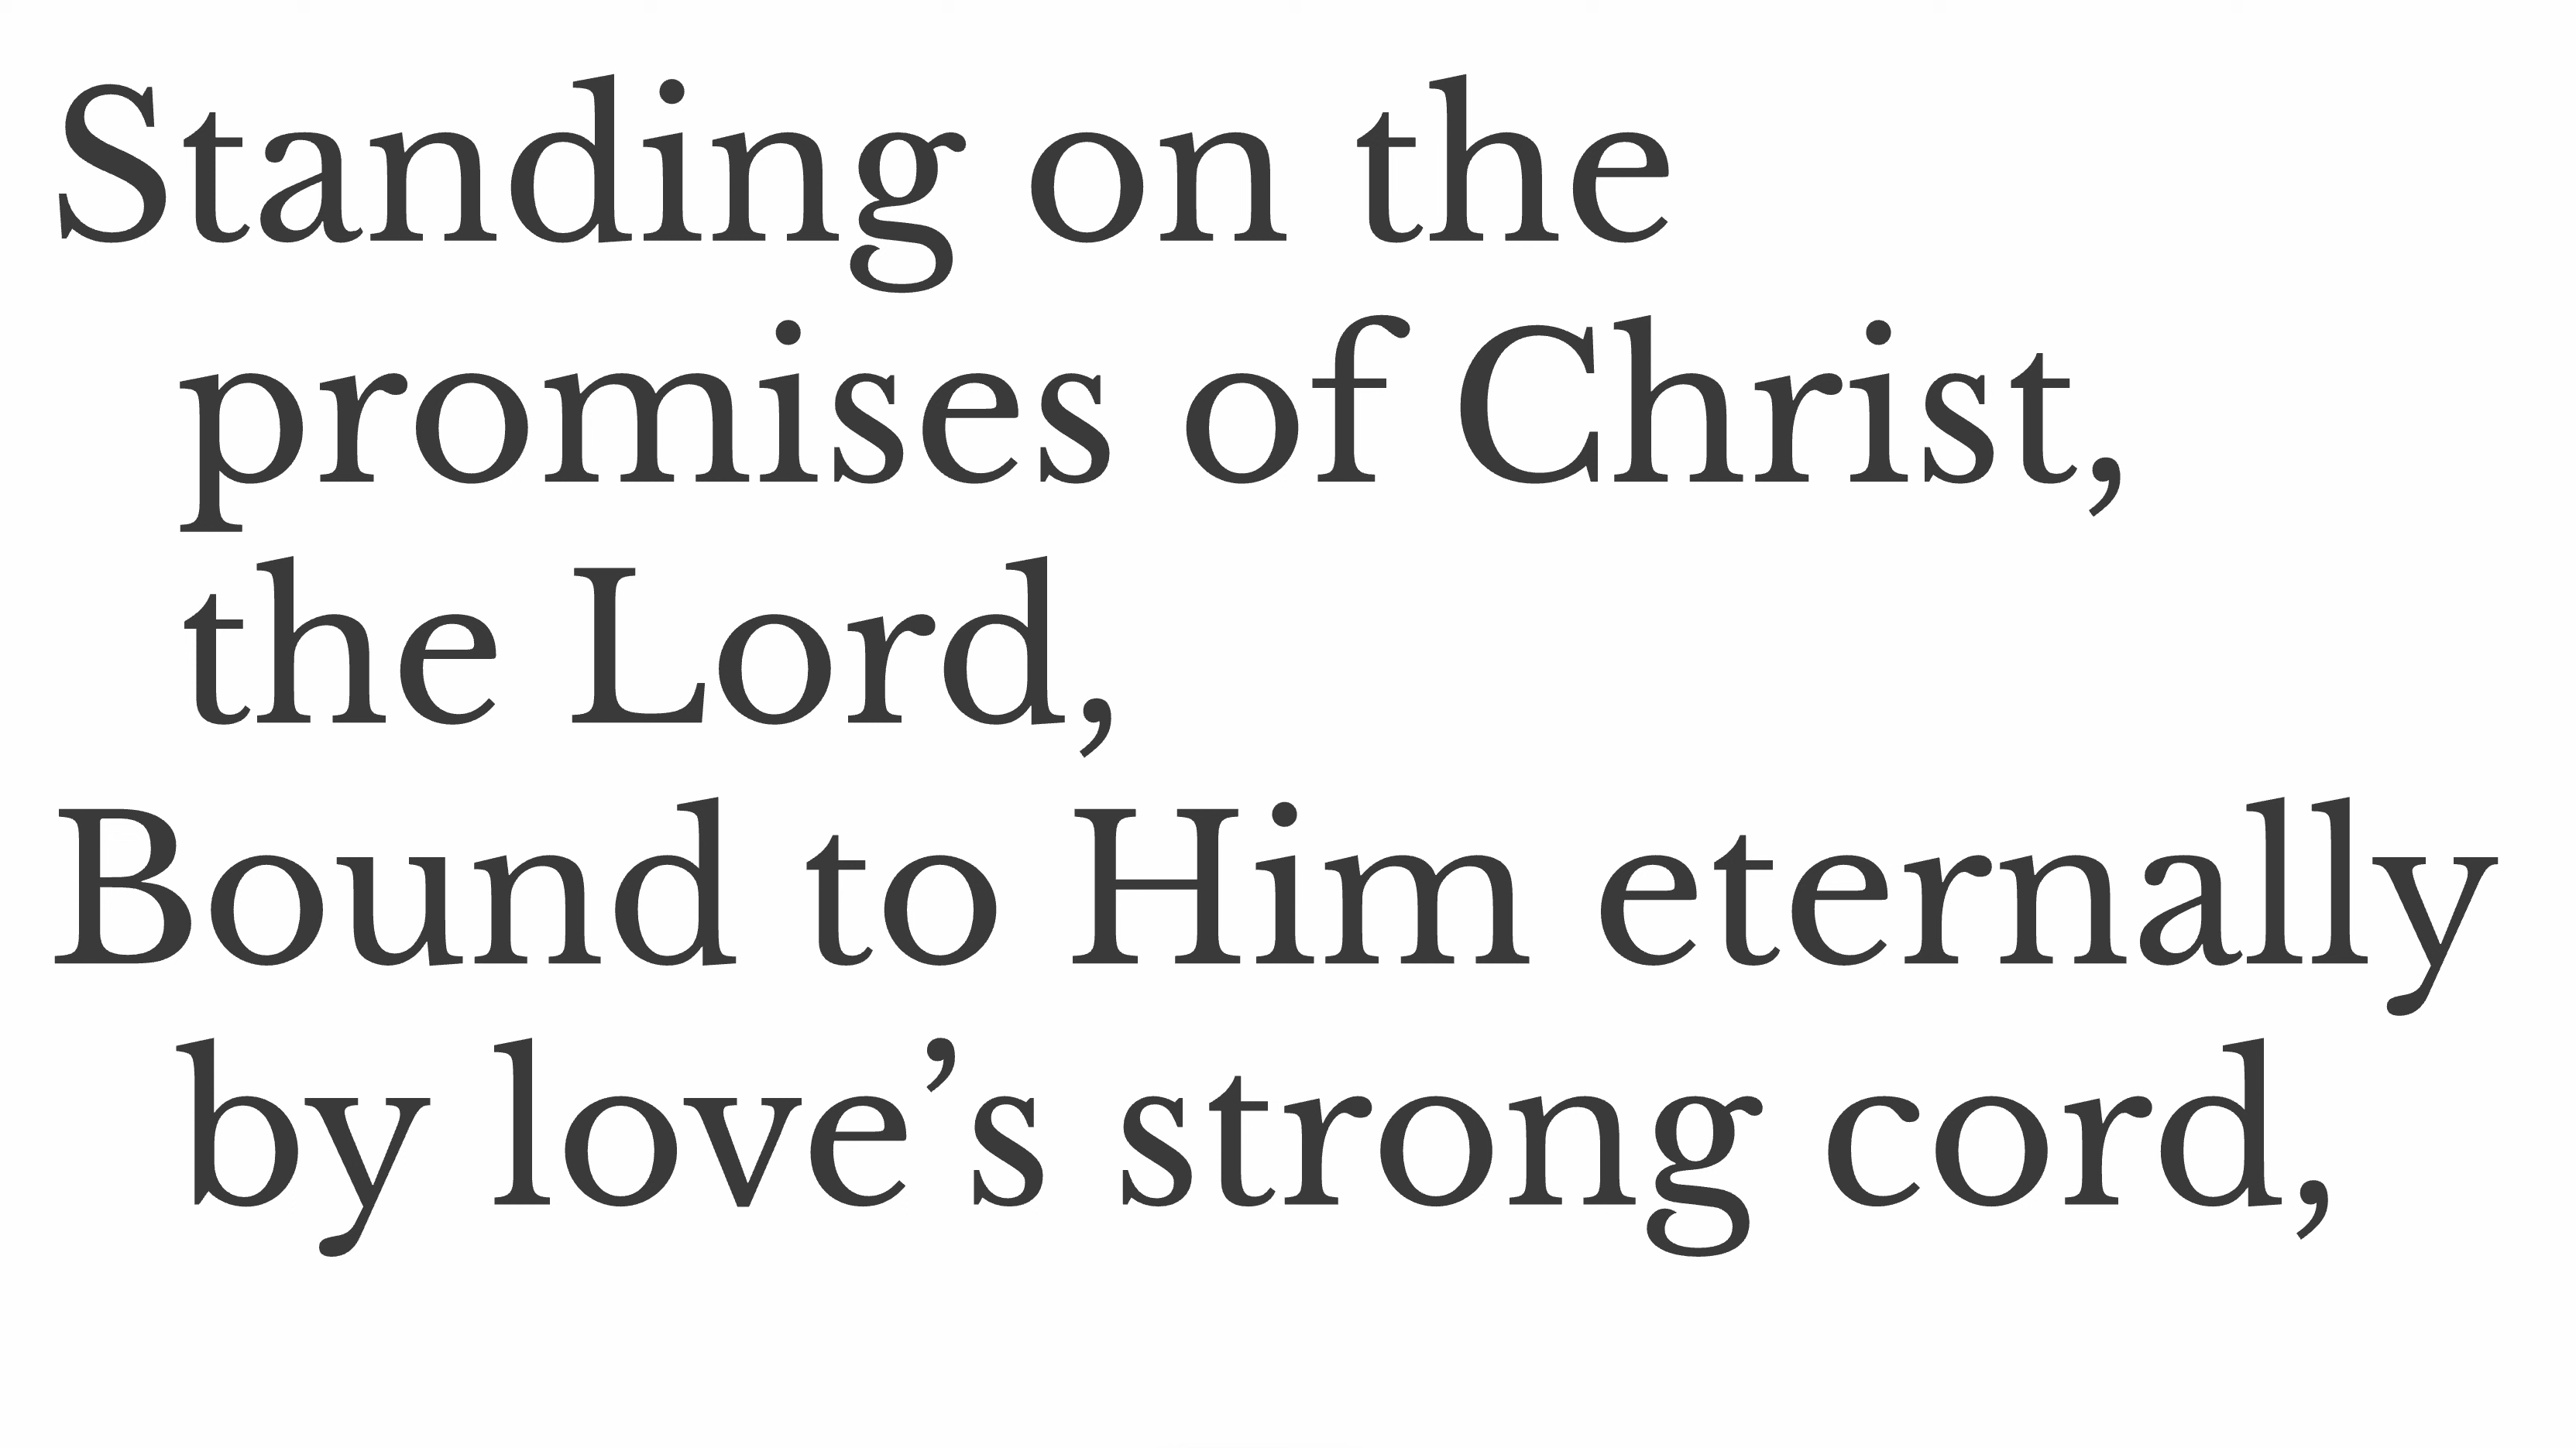 Standing on the
promises of Christ,
the Lord,
Bound to Him eternally
by love’s strong cord,